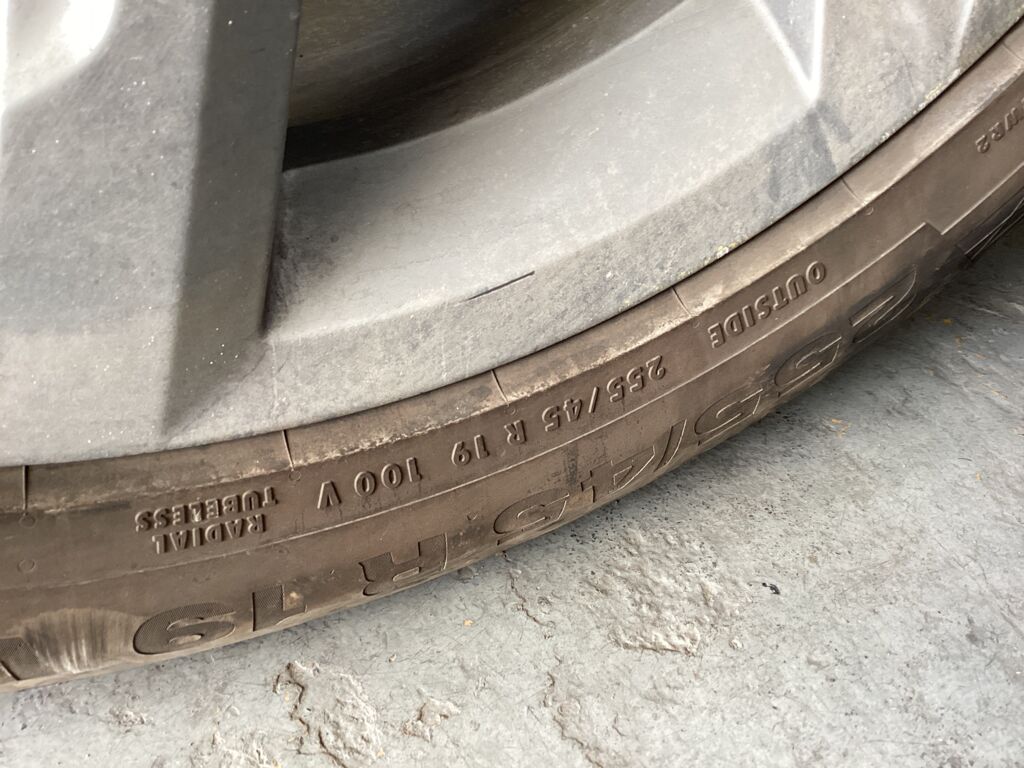 OUTSIDE
255/45 R 19 100 V
RADIAL
TUBELESS
255/45 R 19